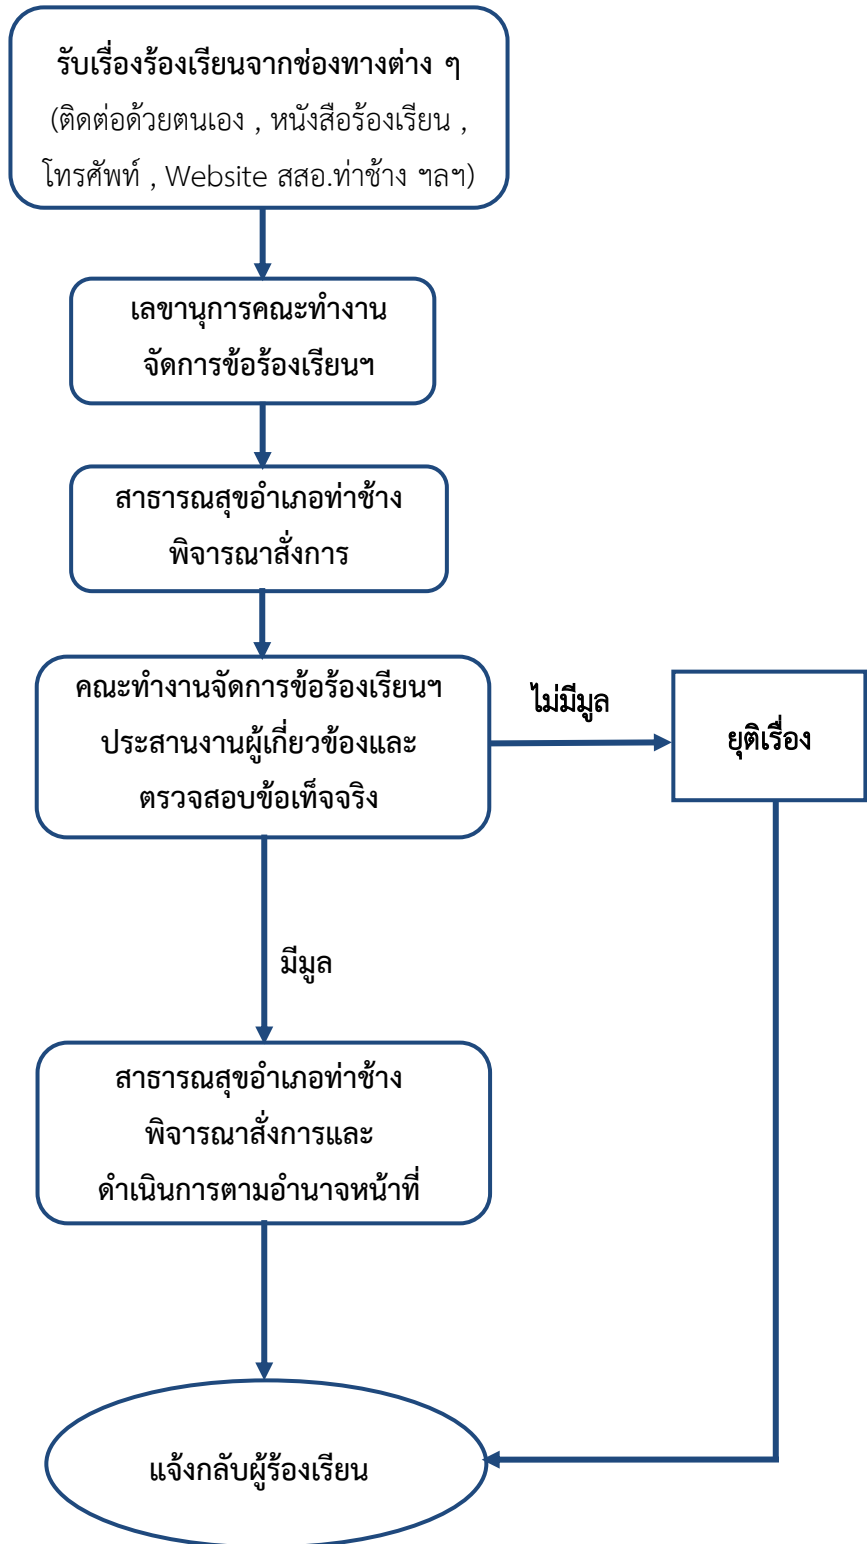 รับเรื่องร้องเรียนจากช่องทางต่าง ๆ
(ติดต่อด้วยตนเอง , หนังสือร้องเรียน ,
โทรศัพท์ , Website สสอ.ท่าช้าง ฯลฯ)
เลขานุการคณะทำงาน
จัดการข้อร้องเรียนฯ
สาธารณสุขอำเภอท่าช้าง
พิจารณาสั่งการ
คณะทำงานจัดการข้อร้องเรียนฯ
ประสานงานผู้เกี่ยวข้องและ
ตรวจสอบข้อเท็จจริง
ไม่มีมูล
ยุติเรื่อง
มีมูล
สาธารณสุขอำเภอท่าช้าง
พิจารณาสั่งการและ
ดำเนินการตามอำนาจหน้าที่
แจ้งกลับผู้ร้องเรียน